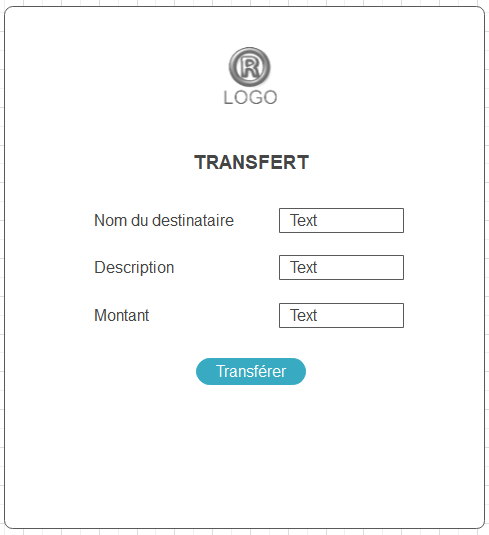 R
LOGO
TRANSFERT
Nom du destinataire Text
Description Text
Montant Text
Transférer